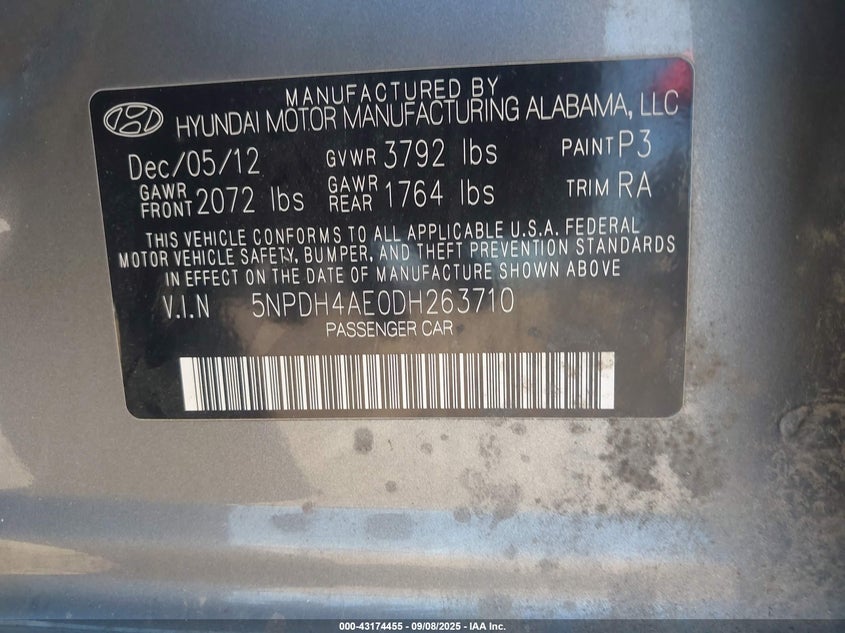 MANUFACTURED BY
HYUNDAI MOTOR MANUFACTURING ALABAMA, LLC
Dec/05/12 GVWR 3792 lbs PAINT P3
GAWR FRONT 2072 lbs GAWR REAR 1764 lbs TRIM RA
THIS VEHICLE CONFORMS TO ALL APPLICABLE U.S.A. FEDERAL
MOTOR VEHICLE SAFETY, BUMPER, AND THEFT PREVENTION STANDARDS
IN EFFECT ON THE DATE OF MANUFACTURE SHOWN ABOVE
V.I.N 5NPDH4AE0DH263710
PASSENGER CAR
000-43174455 - 09/08/2025 - IAA Inc.